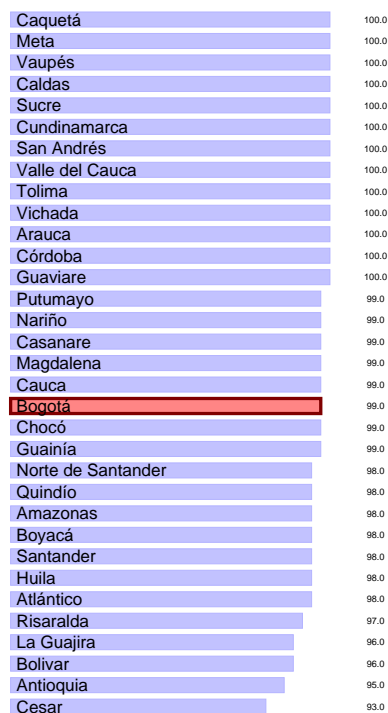 Caquetá 100.0
Meta 100.0
Vaupés 100.0
Caldas 100.0
Sucre 100.0
Cundinamarca 100.0
San Andrés 100.0
Valle del Cauca 100.0
Tolima 100.0
Vichada 100.0
Arauca 100.0
Córdoba 100.0
Guaviare 100.0
Putumayo 99.0
Nariño 99.0
Casanare 99.0
Magdalena 99.0
Cauca 99.0
Bogotá 99.0
Chocó 99.0
Guainía 99.0
Norte de Santander 98.0
Quindío 98.0
Amazonas 98.0
Boyacá 98.0
Santander 98.0
Huila 98.0
Atlántico 98.0
Risaralda 97.0
La Guajira 96.0
Bolivar 96.0
Antioquia 95.0
Cesar 93.0